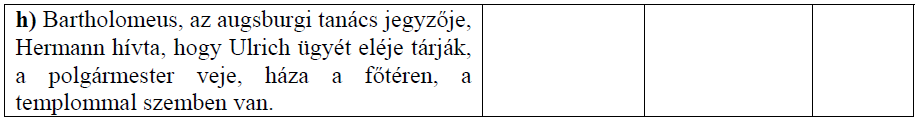 h) Bartholomeus, az augsburgi tanács jegyzője,
Hermann hívta, hogy Ulrich ügyét eléje tárják,
a polgármester veje, háza a főtéren, a
templommal szemben van.